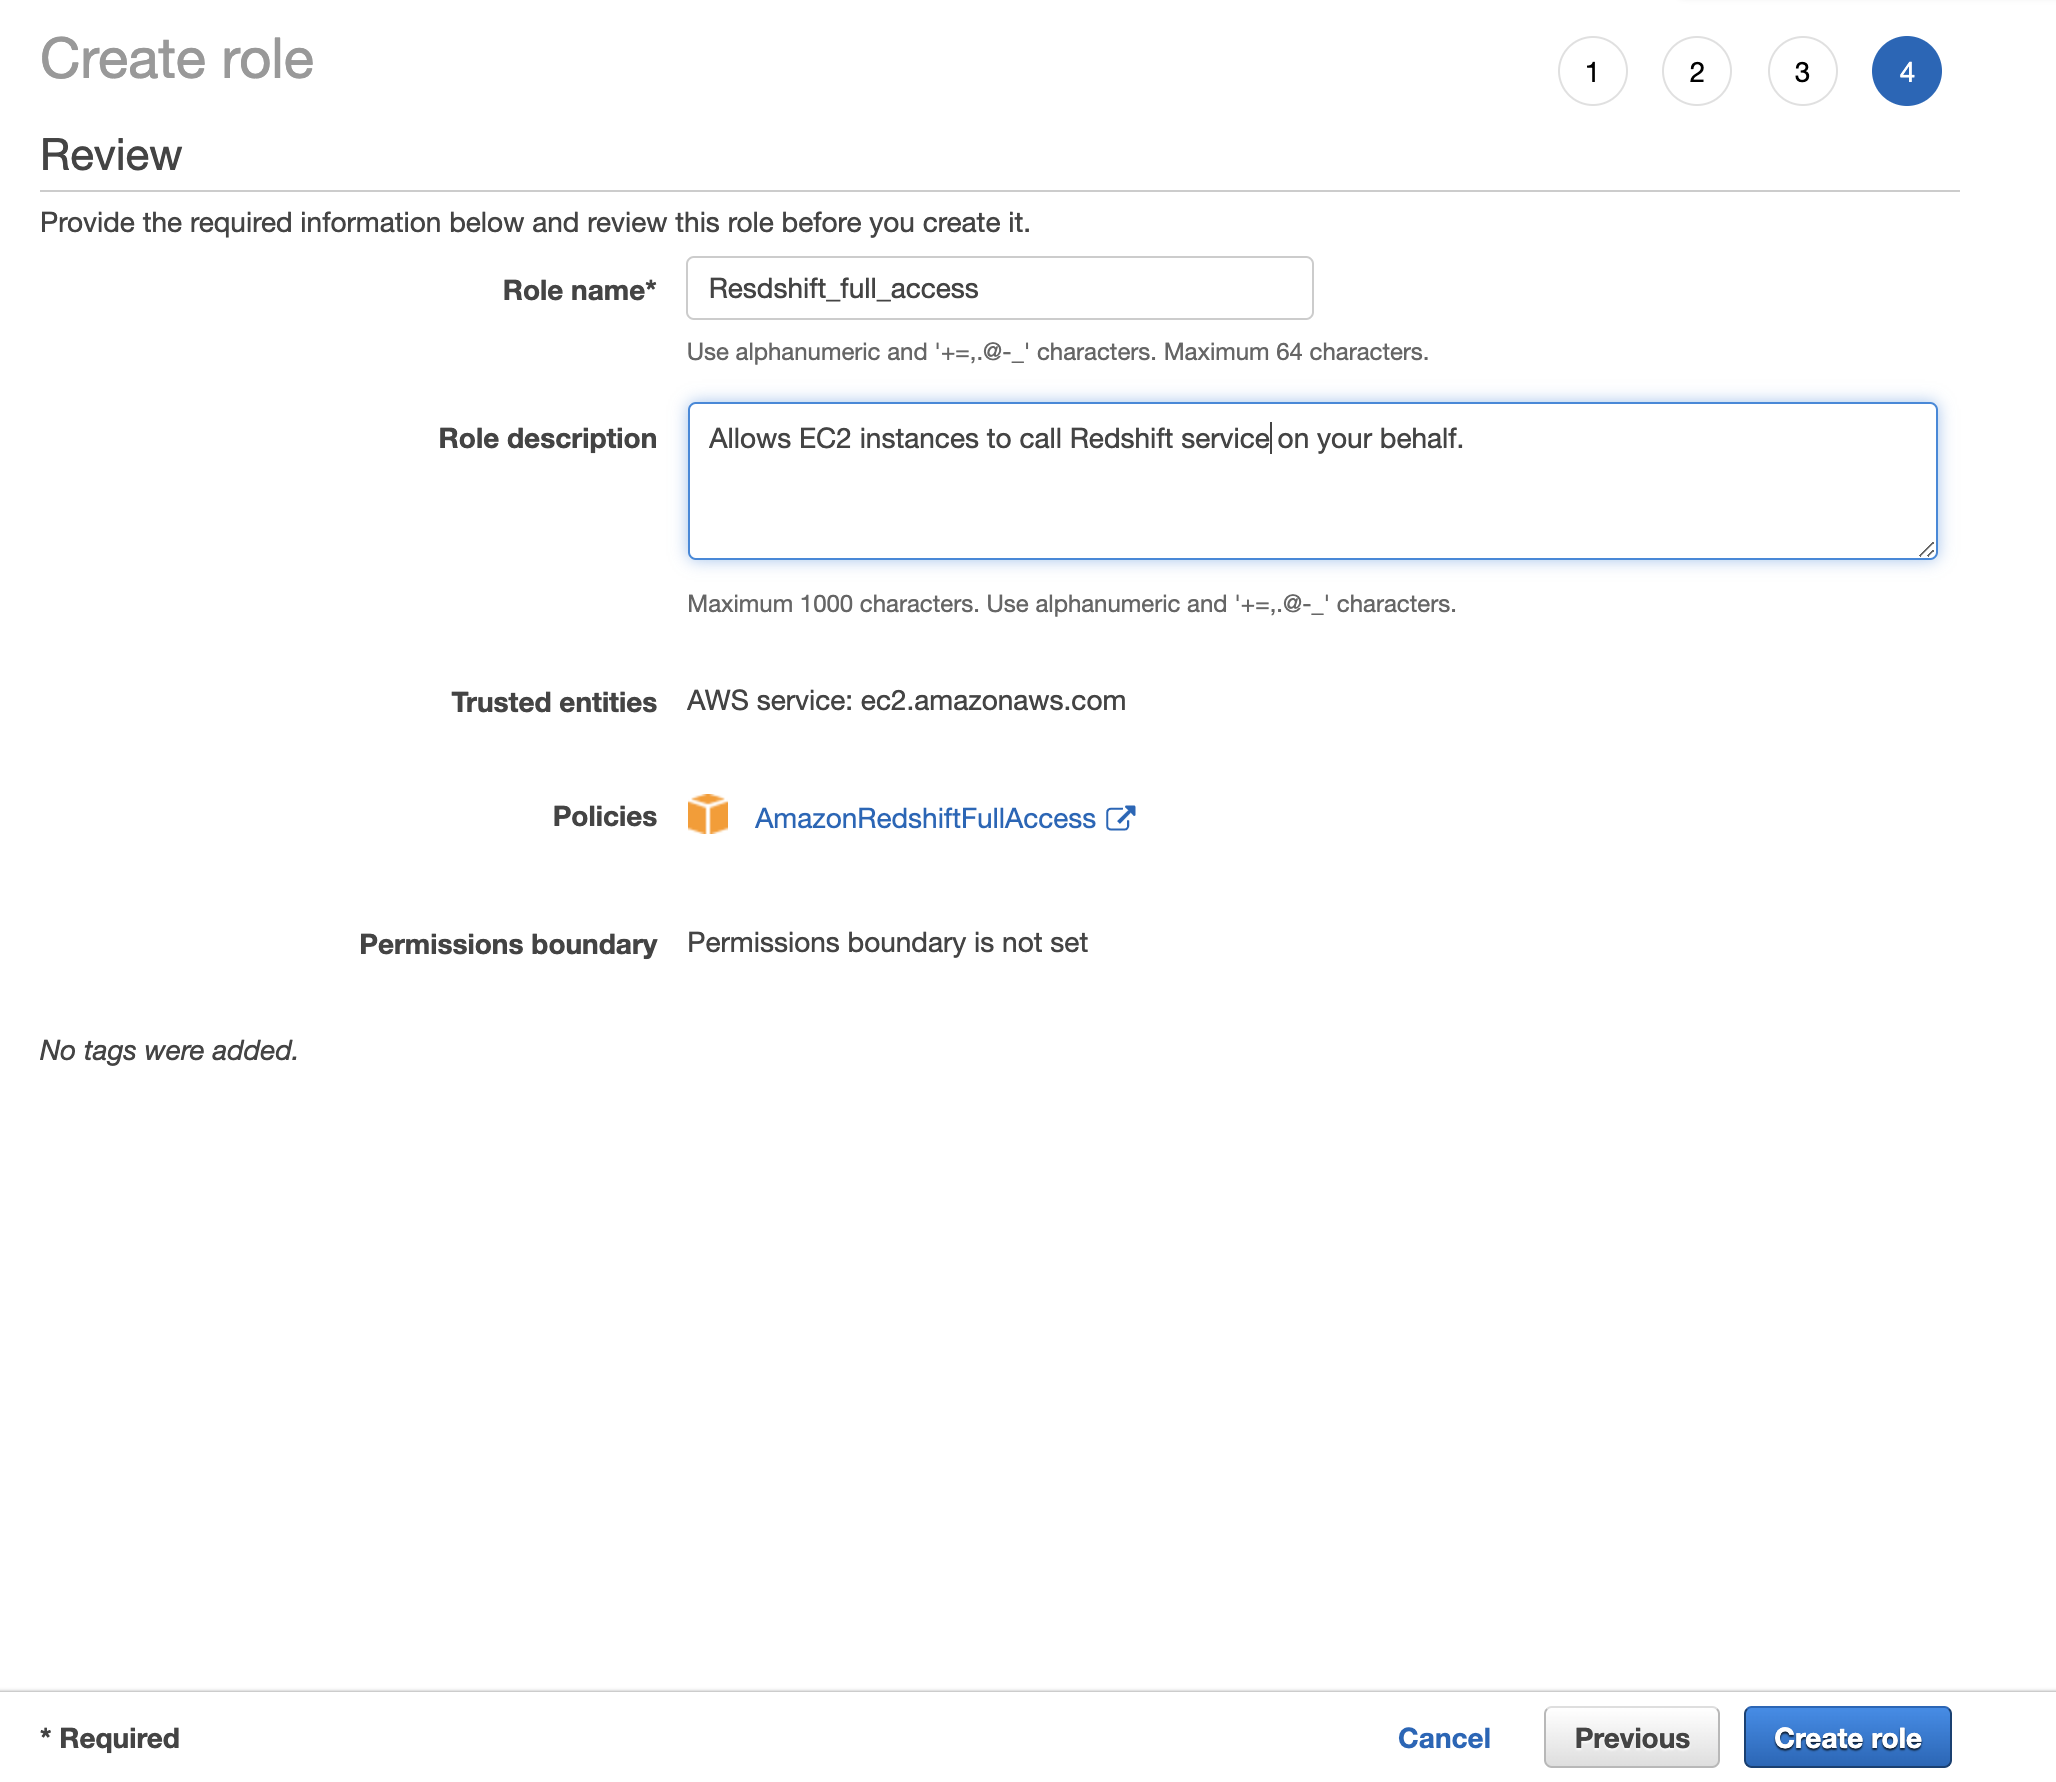 Create role
1 2 3 4
Review
Provide the required information below and review this role before you create it.
Role name* Resdshift_full_access
Use alphanumeric and '+=,.@-_' characters. Maximum 64 characters.
Role description Allows EC2 instances to call Redshift service on your behalf.
Maximum 1000 characters. Use alphanumeric and '+=,.@-_' characters.
Trusted entities AWS service: ec2.amazonaws.com
Policies AmazonRedshiftFullAccess
Permissions boundary Permissions boundary is not set
No tags were added.
* Required Cancel Previous Create role